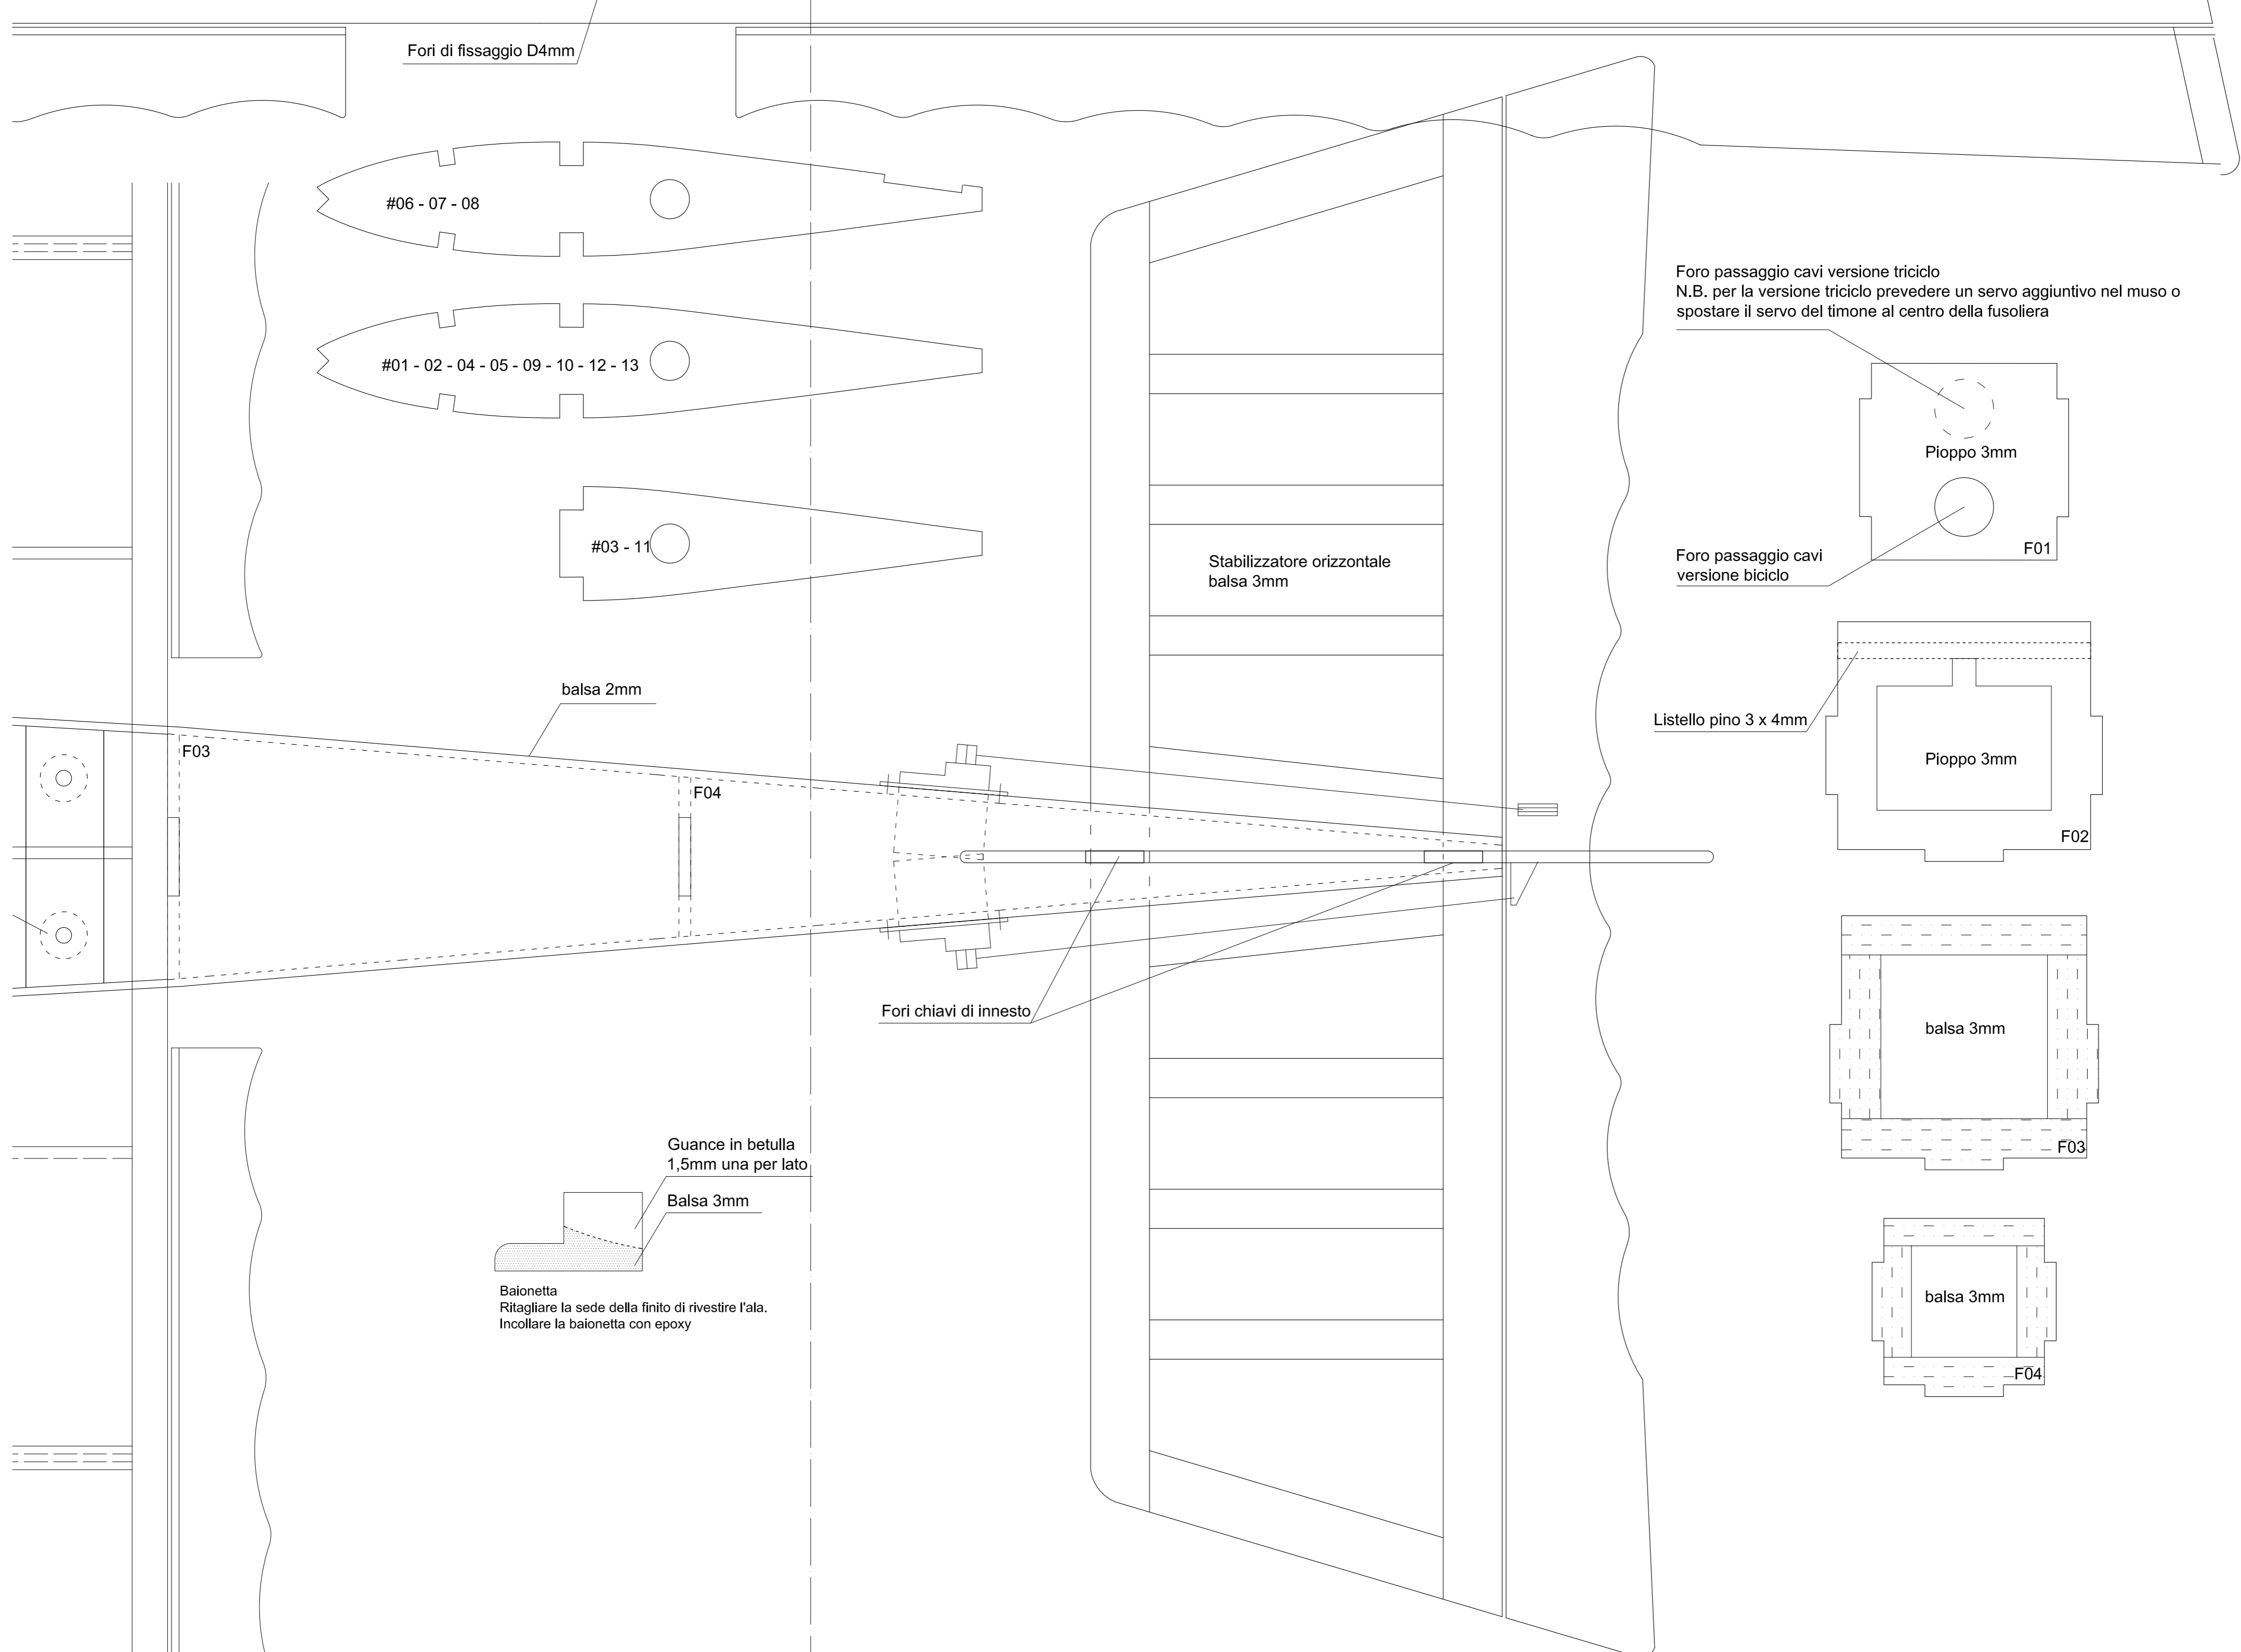 Fori di fissaggio D4mm
#06 - 07 - 08
#01 - 02 - 04 - 05 - 09 - 10 - 12 - 13
#03 - 11
Stabilizzatore orizzontale
balsa 3mm
Foro passaggio cavi versione triciclo
N.B. per la versione triciclo prevedere un servo aggiuntivo nel muso o
spostare il servo del timone al centro della fusoliera
Pioppo 3mm
F01
Foro passaggio cavi
versione biciclo
balsa 2mm
F03
F04
Listello pino 3 x 4mm
Pioppo 3mm
F02
Fori chiavi di innesto
balsa 3mm
F03
Guance in betulla
1,5mm una per lato
Balsa 3mm
Baionetta
Ritagliare la sede della finito di rivestire l'ala.
Incollare la baionetta con epoxy
balsa 3mm
F04